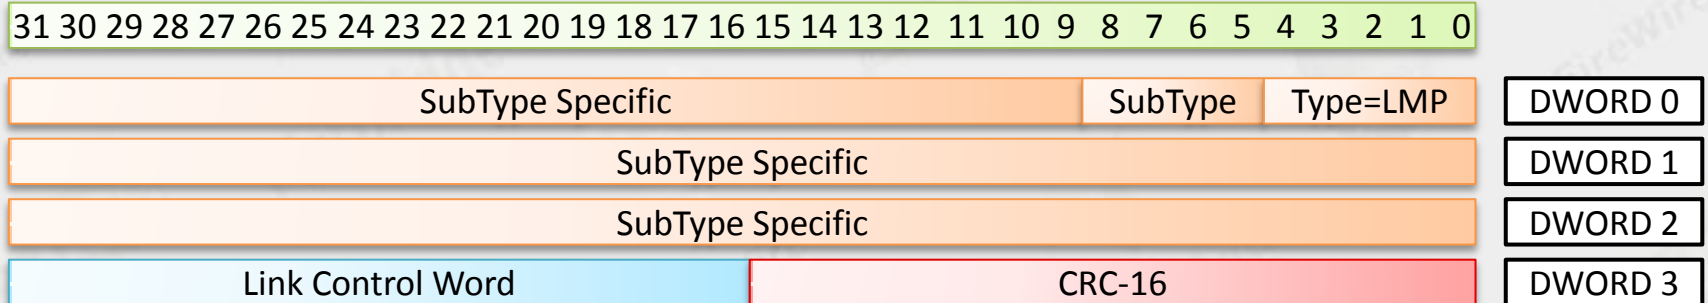 31 30 29 28 27 26 25 24 23 22 21 20 19 18 17 16 15 14 13 12 11 10 9 8 7 6 5 4 3 2 1 0
SubType Specific SubType Type=LMP DWORD 0
SubType Specific DWORD 1
SubType Specific DWORD 2
Link Control Word CRC-16 DWORD 3